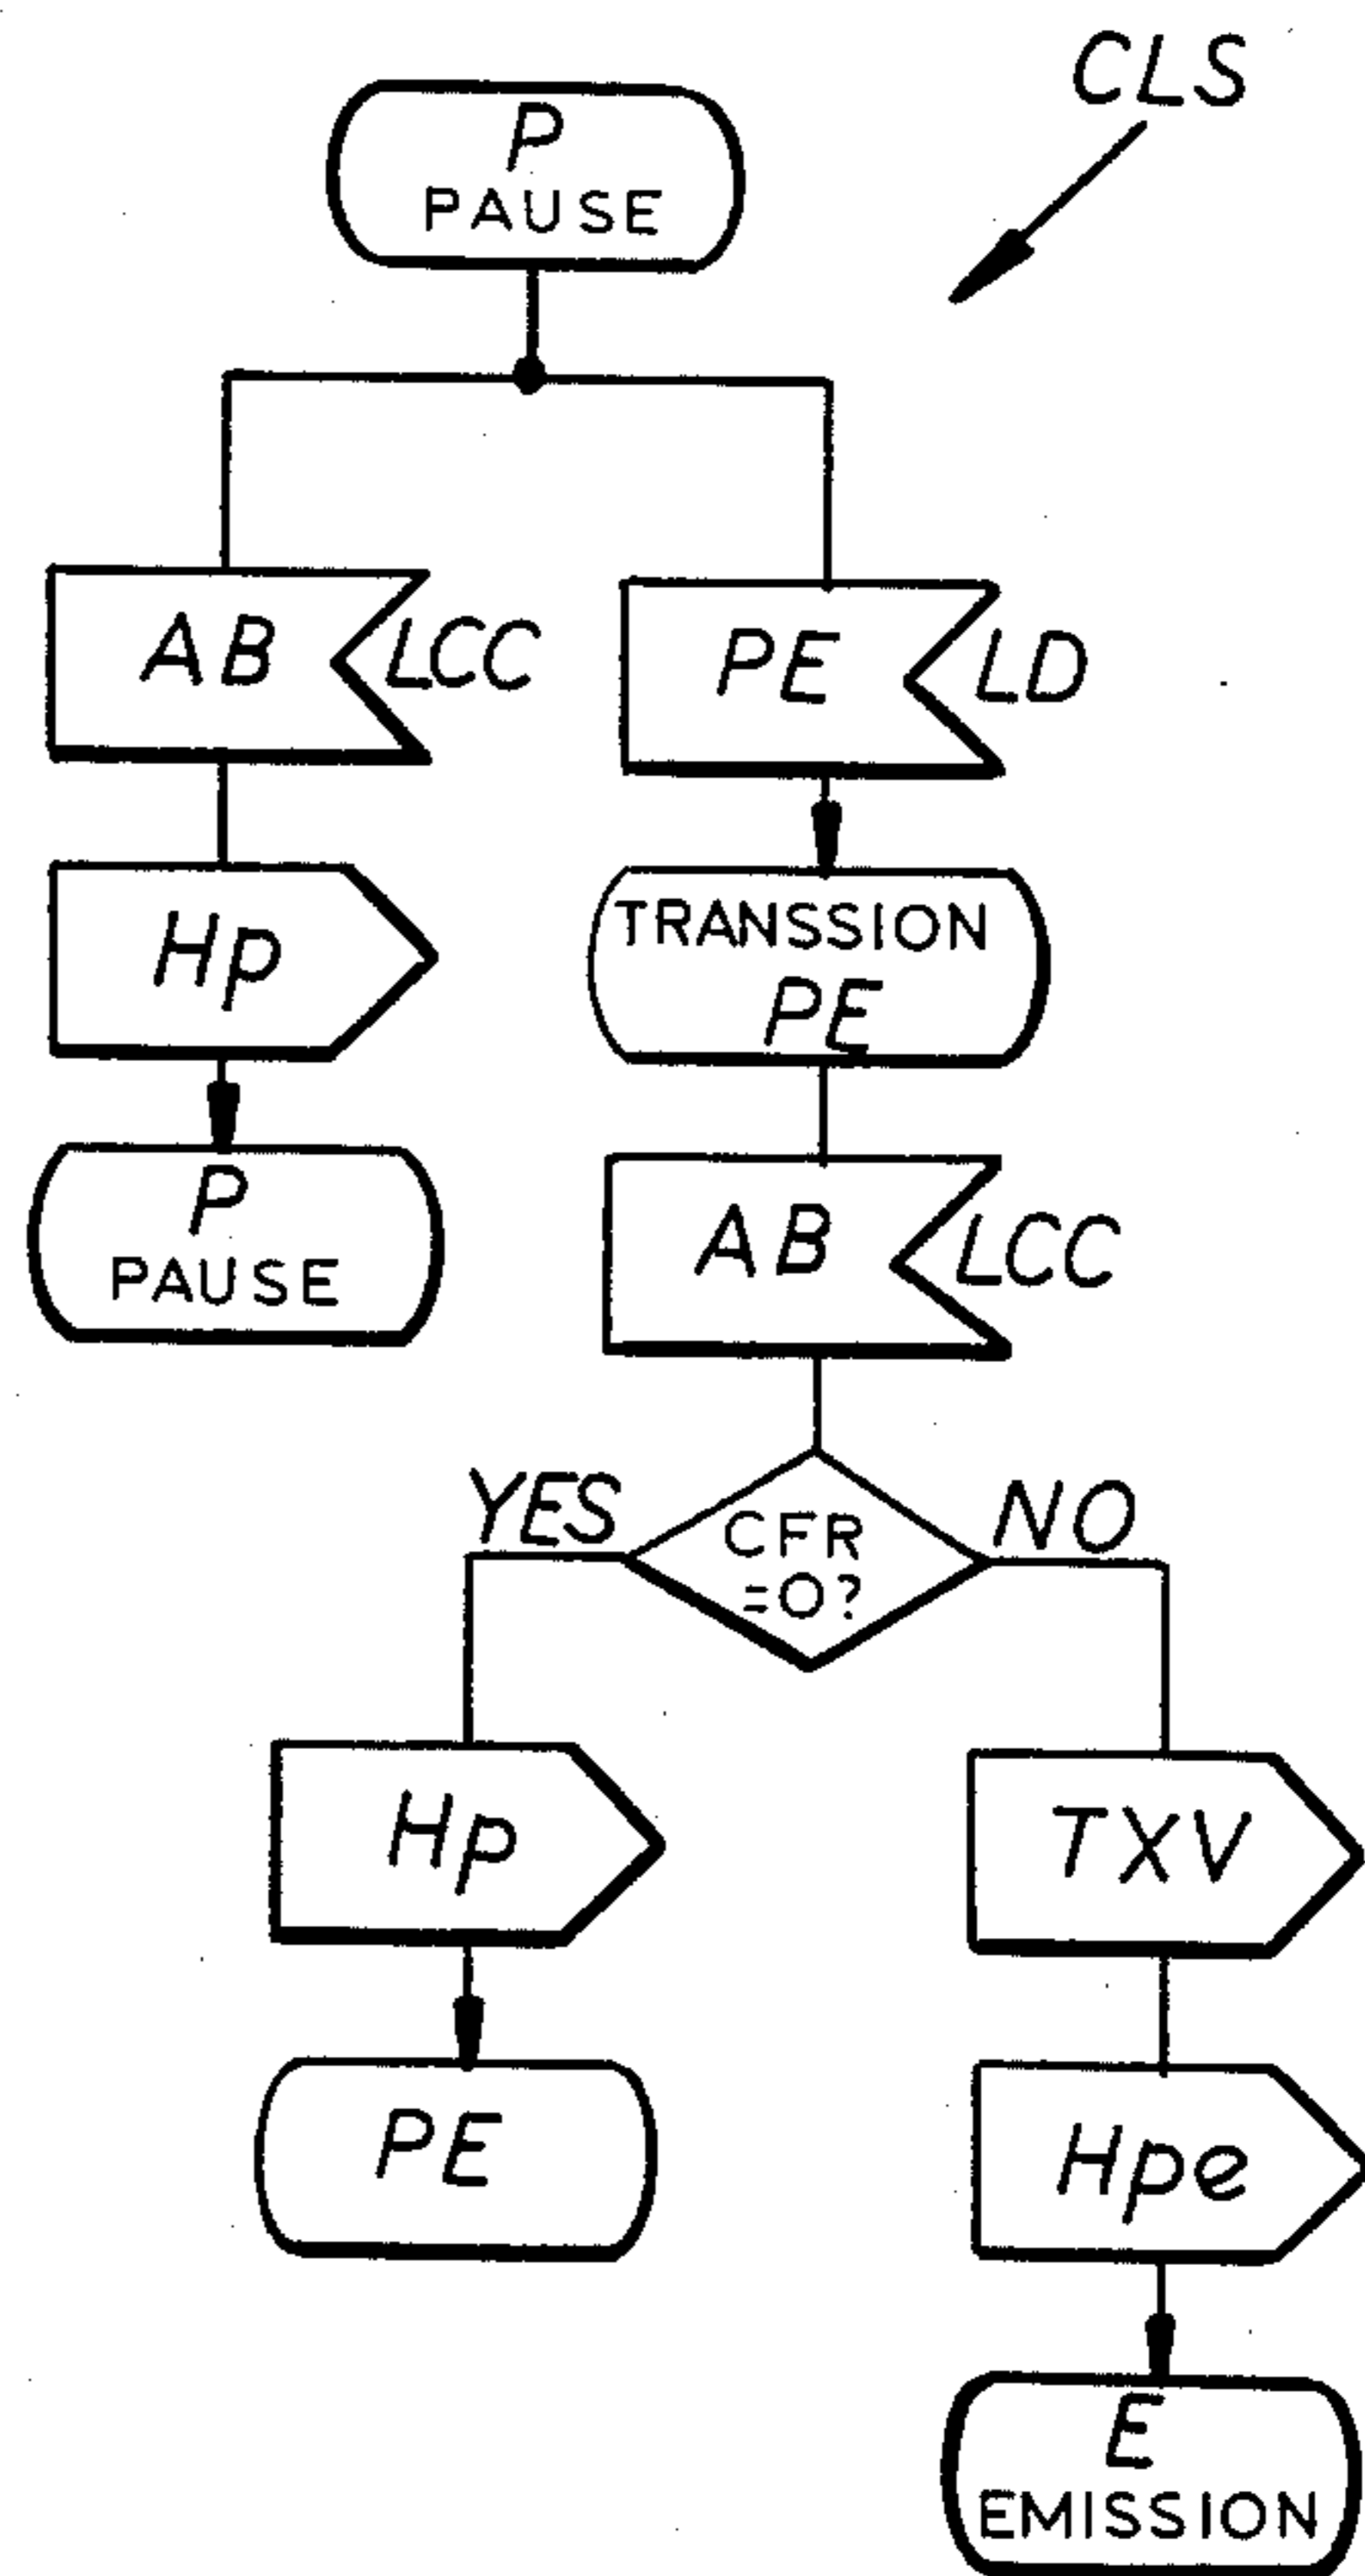 CLS
P
PAUSE
AB LCC
PE LD
Hp
TRANSSION
PE
P
PAUSE
AB LCC
YES
CFR
=0?
NO
Hp
TXV
PE
Hpe
E
EMISSION